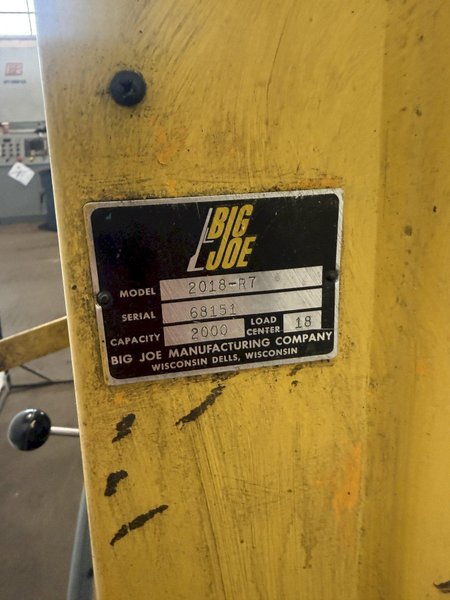 BIG
JOE
MODEL 2018-R7
SERIAL 68151
CAPACITY 2000 LOAD CENTER 18
BIG JOE MANUFACTURING COMPANY
WISCONSIN DELLS, WISCONSIN